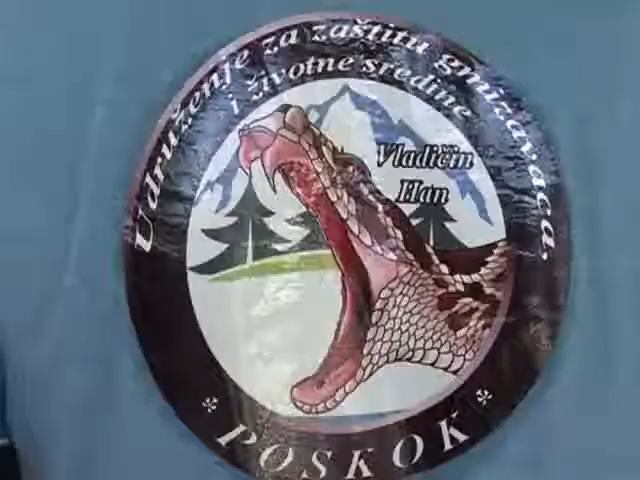 Udruženje za zaštitu gmizavaca
i životne sredine
Vladičin
Han
* POSKOK *